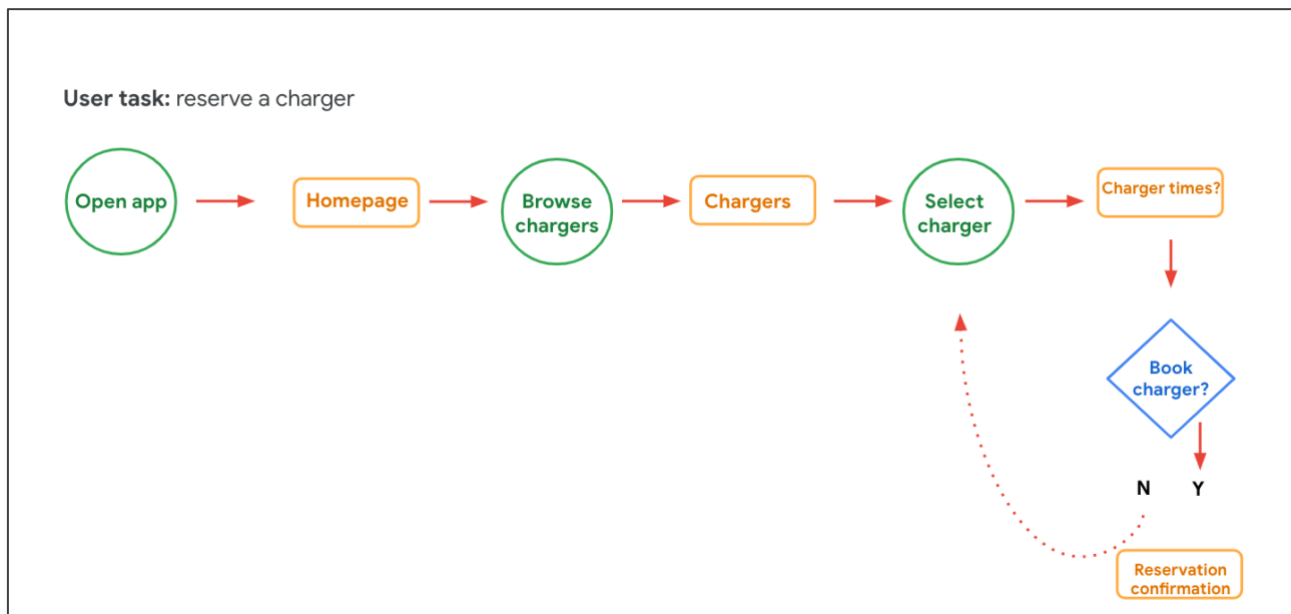 User task: reserve a charger
Open app
Homepage
Browse
chargers
Chargers
Select
charger
Charger times?
Book
charger?
N
Y
Reservation
confirmation